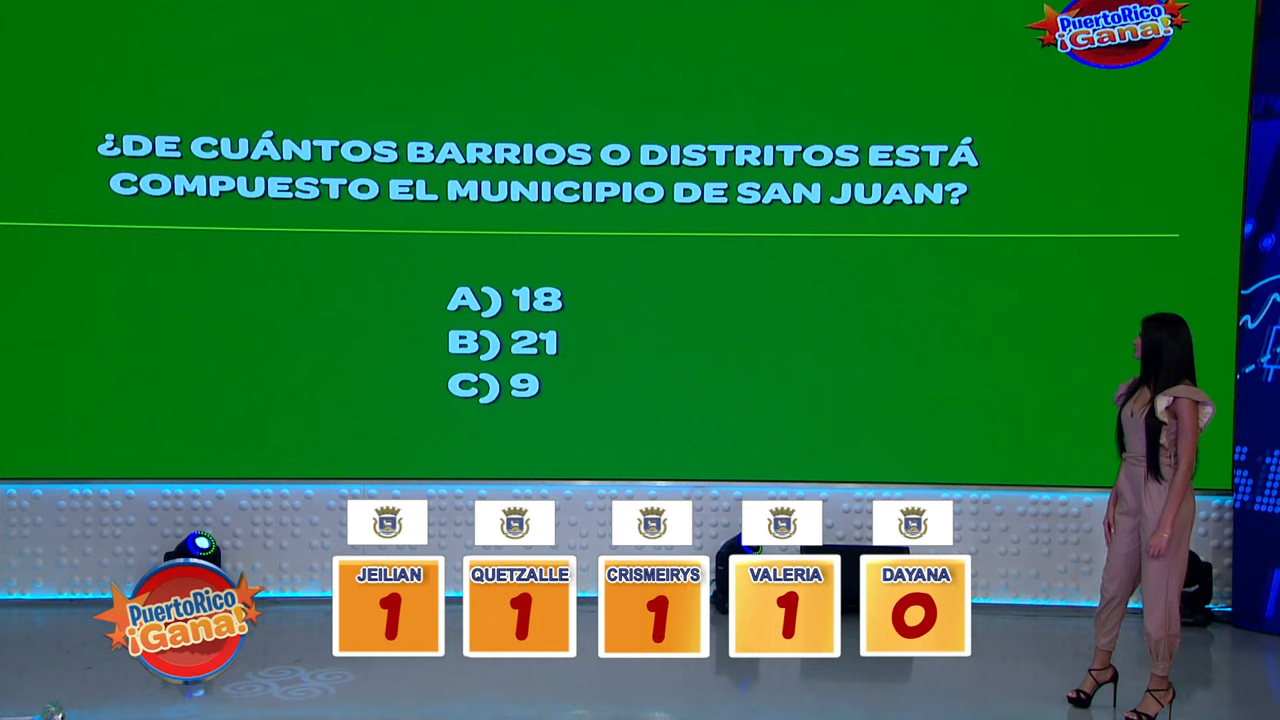 PuertoRico
¡Gana!
¿DE CUÁNTOS BARRIOS O DISTRITOS ESTÁ
COMPUESTO EL MUNICIPIO DE SAN JUAN?
A) 18
B) 21
C) 9
JEILIAN
1
QUETZALLE
1
CRISMEIRYS
1
VALERIA
1
DAYANA
0
PuertoRico
¡Gana!